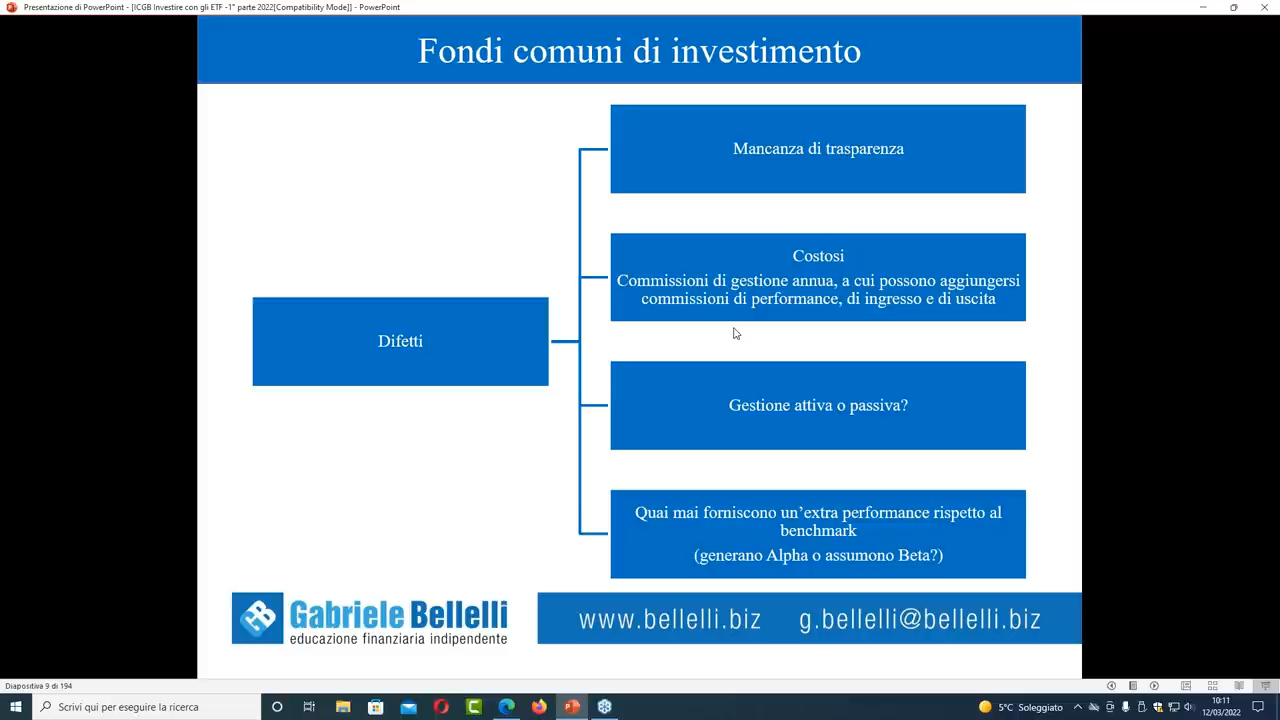 Presentazione di PowerPoint - [ICGB Investire con gli ETF -1° parte 2022[Compatibility Mode]] - PowerPoint
Fondi comuni di investimento
Mancanza di trasparenza
Costosi
Commissioni di gestione annua, a cui possono aggiungersi
commissioni di performance, di ingresso e di uscita
Difetti
Gestione attiva o passiva?
Quai mai forniscono un’extra performance rispetto al
benchmark
(generano Alpha o assumono Beta?)
Gabriele Bellelli
educazione finanziaria indipendente
www.bellelli.biz g.bellelli@bellelli.biz
Diapositiva 9 di 194
Scrivi qui per eseguire la ricerca
5°C Soleggiato
10:11
12/03/2022